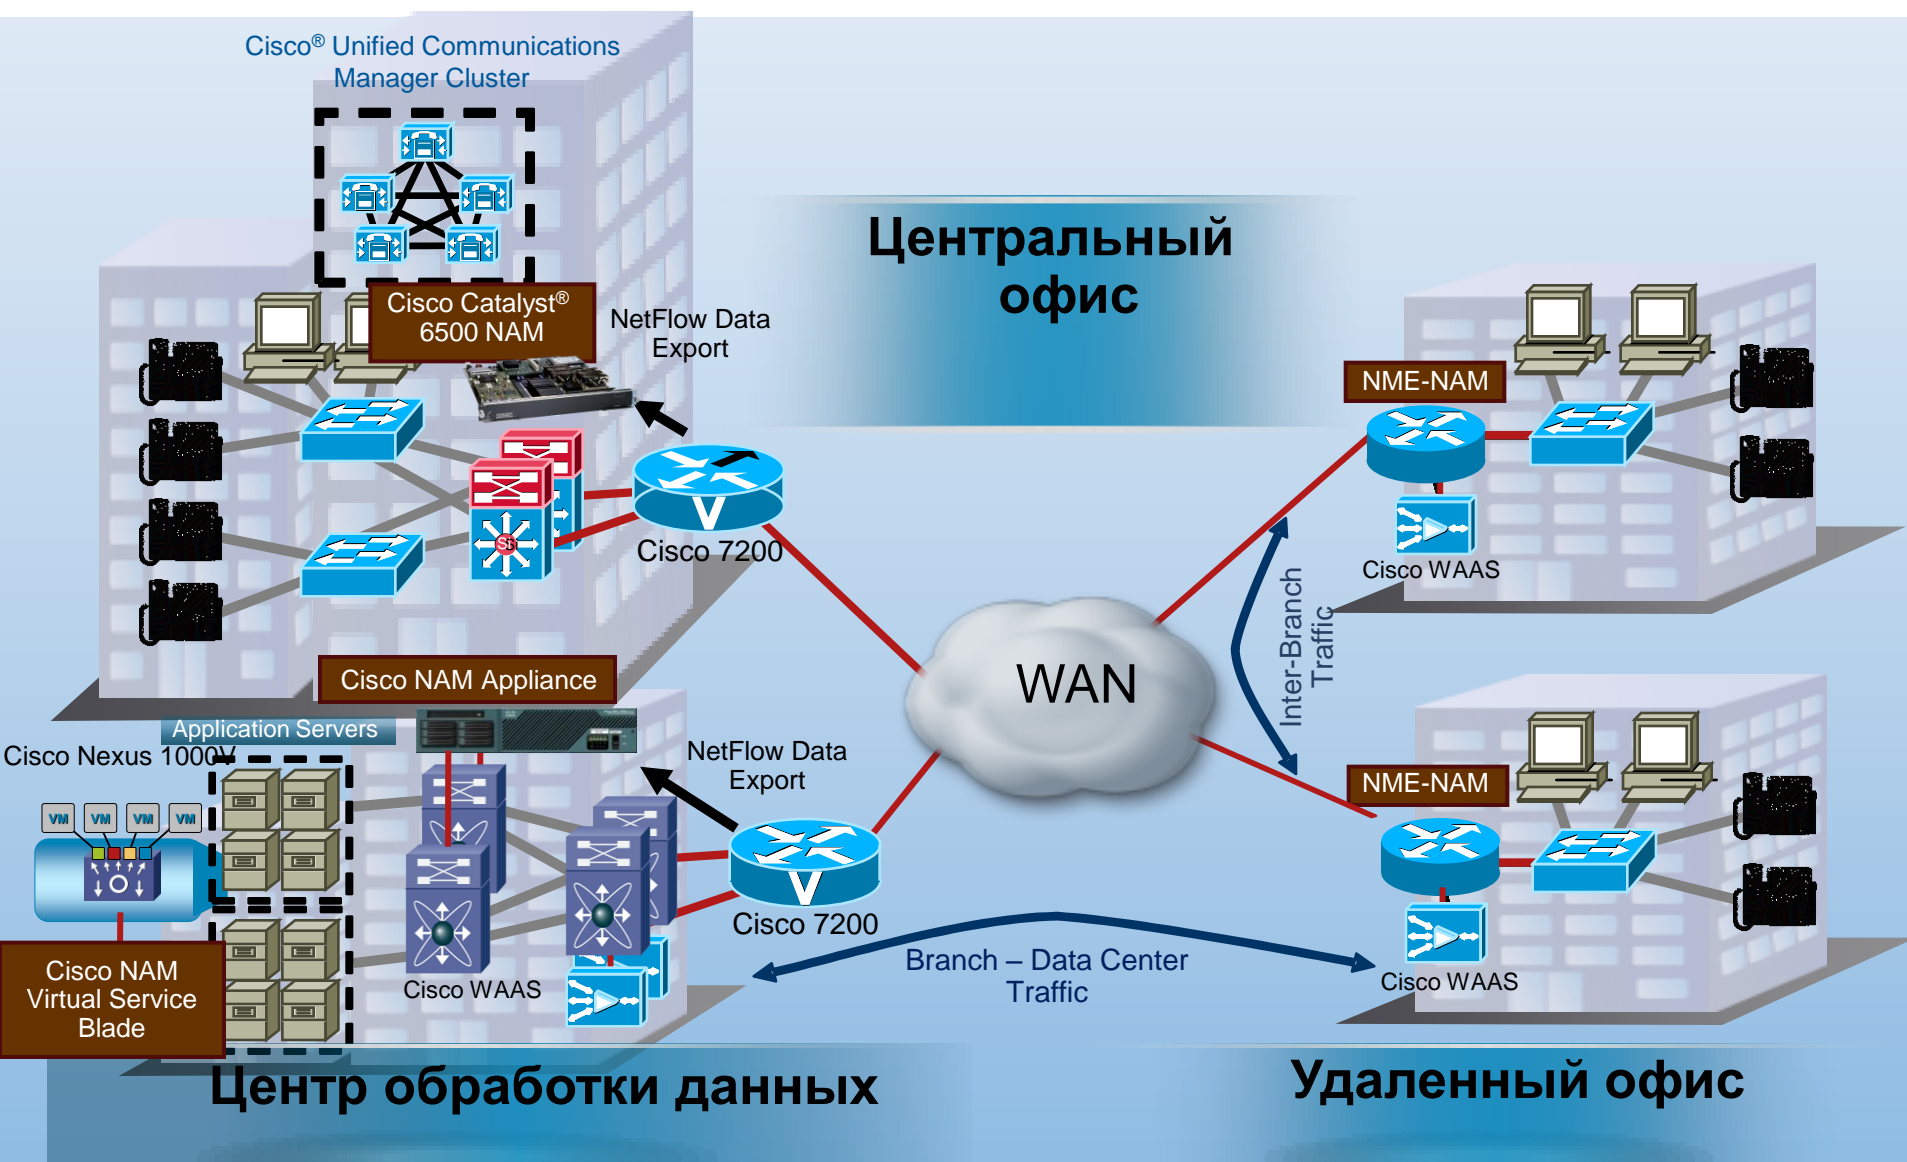 Cisco® Unified Communications
Manager Cluster
Центральный
офис
Cisco Catalyst®
6500 NAM
NetFlow Data
Export
Cisco 7200
NME-NAM
Cisco WAAS
WAN
Inter-Branch
Traffic
Cisco NAM Appliance
Application Servers
Cisco Nexus 1000V
VM
VM
VM
VM
NetFlow Data
Export
Cisco 7200
NME-NAM
Cisco WAAS
Cisco WAAS
Branch – Data Center
Traffic
Cisco NAM
Virtual Service
Blade
Центр обработки данных
Удаленный офис